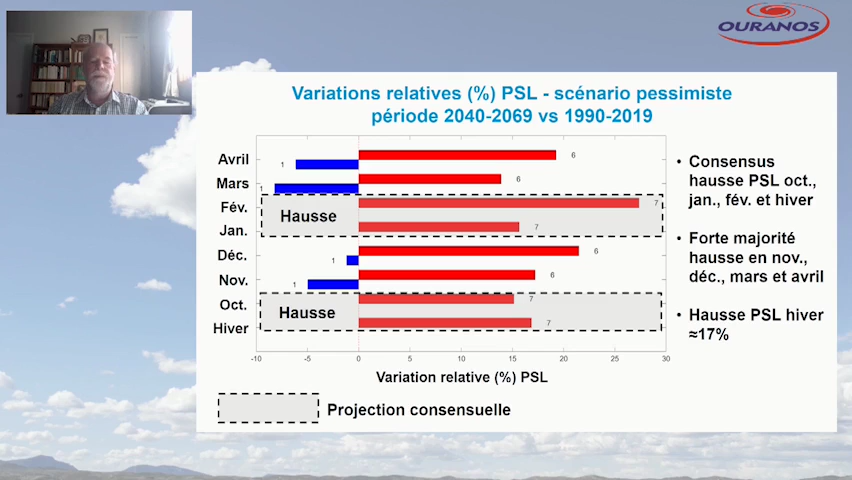 OURANOS
Variations relatives (%) PSL - scénario pessimiste
période 2040-2069 vs 1990-2019
Avril
1
6
Mars
1
6
Fév.
Hausse
7
Jan.
7
Déc.
1
6
Nov.
1
6
Oct.
Hausse
7
Hiver
7
-10 -5 0 5 10 15 20 25 30
Variation relative (%) PSL
Projection consensuelle
• Consensus
hausse PSL oct.,
jan., fév. et hiver
• Forte majorité
hausse en nov.,
déc., mars et avril
• Hausse PSL hiver
≈17%